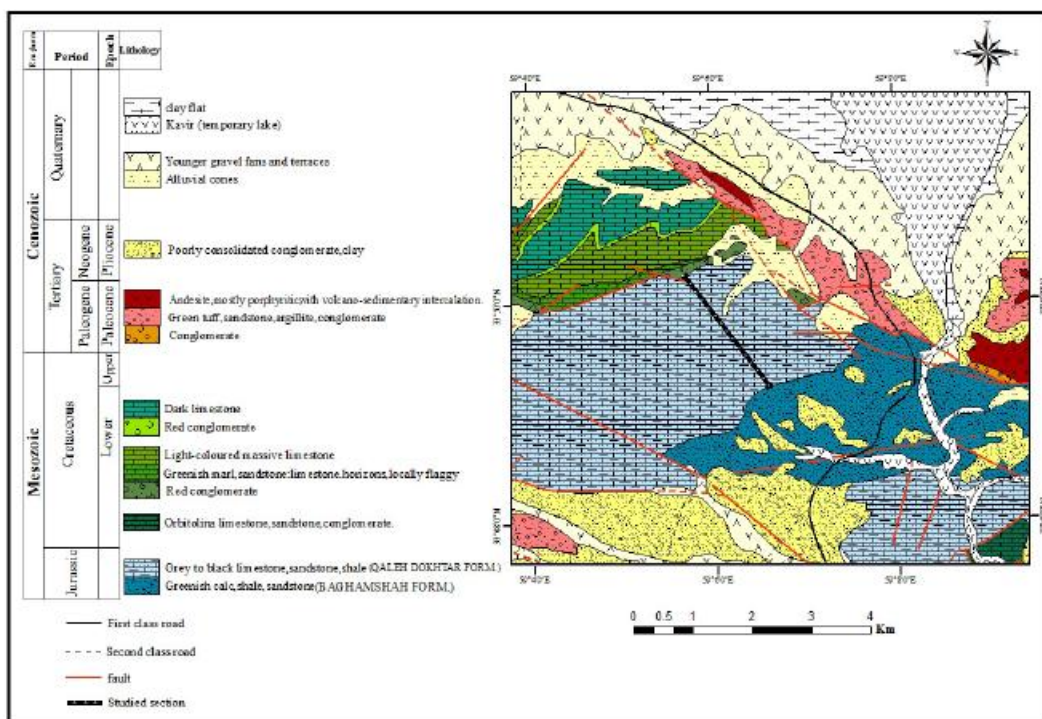 Period
Epoch
Lithology
Cenozoic
Quaternary
clay flat
Kavir (temporary lake)
Younger gravel fans and terraces
Alluvial cones
Tertiary
Neogene
Pliocene
Poorly consolidated conglomerate,clay
Paleogene
Paleocene
Andesite,mostly porphyritic,with volcano-sedimentary intercalation.
Green tuff, sandstone, argillite, conglomerate
Conglomerate
Mesozoic
Cretaceous
Upper
Lower
Dark limestone
Red conglomerate
Light-coloured massive limestone
Greenish marl, sandstone:limestone.horizons,locally flaggy
Red conglomerate
Orbitolina limestone, sandstone, conglomerate.
Jurassic
Grey to black limestone,sandstone,shale (QALEH DOKHTAR FORM.)
Greenish calc, shale, sandstone(BAGHAMSHAH FORM.)
First class road
Second class road
fault
Studied section
0 0.5 1 2 3 4
Km